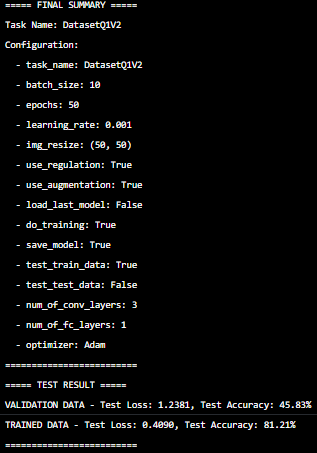 ===== FINAL SUMMARY =====
Task Name: DatasetQ1V2
Configuration:
- task_name: DatasetQ1V2
- batch_size: 10
- epochs: 50
- learning_rate: 0.001
- img_resize: (50, 50)
- use_regulation: True
- use_augmentation: True
- load_last_model: False
- do_training: True
- save_model: True
- test_train_data: True
- test_test_data: False
- num_of_conv_layers: 3
- num_of_fc_layers: 1
- optimizer: Adam
=========================
===== TEST RESULT =====
VALIDATION DATA - Test Loss: 1.2381, Test Accuracy: 45.83%
TRAINED DATA - Test Loss: 0.4090, Test Accuracy: 81.21%
=========================